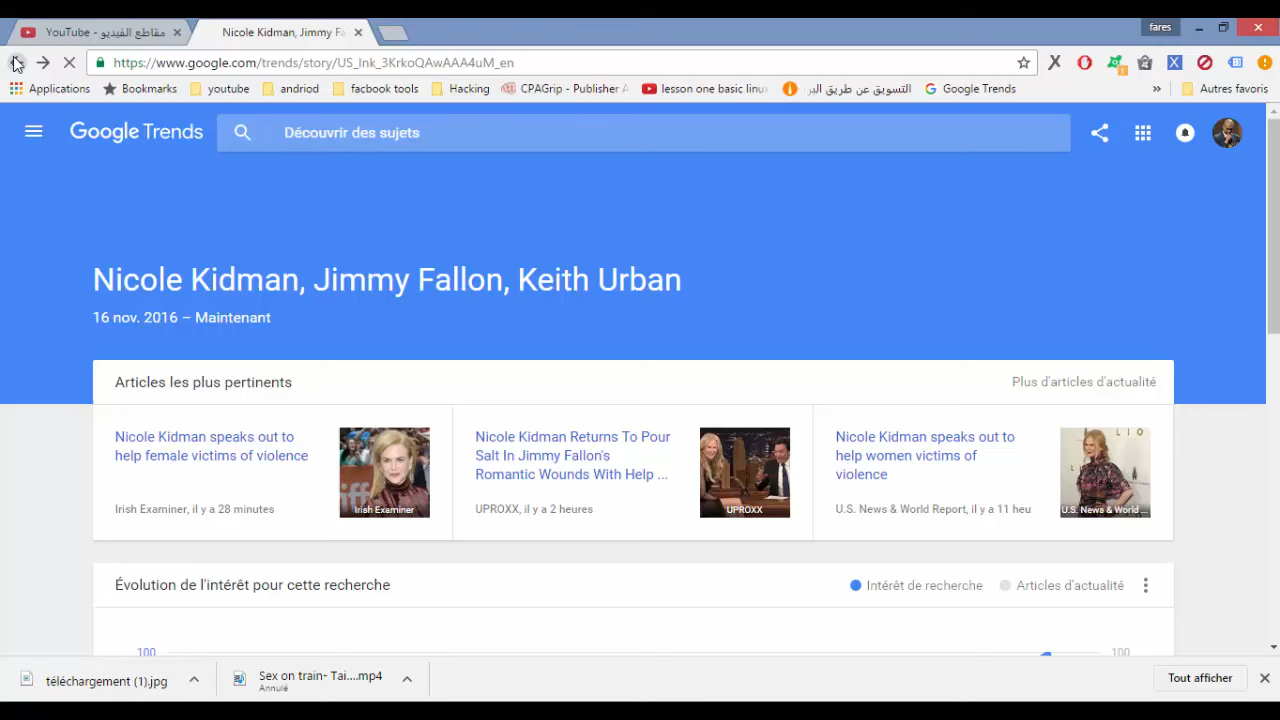 YouTube - مقاطع الفيديو
Nicole Kidman, Jimmy Fa
fares
https://www.google.com/trends/story/US_lnk_3KrkoQAwAAA4uM_en
Applications
Bookmarks
youtube
andriod
facbook tools
Hacking
CPAGrip - Publisher A
lesson one basic linu
التسويق عن طريق البر
Google Trends
»
Autres favoris
Google Trends
Découvrir des sujets
Nicole Kidman, Jimmy Fallon, Keith Urban
16 nov. 2016 – Maintenant
Articles les plus pertinents
Plus d'articles d'actualité
Nicole Kidman speaks out to
help female victims of violence
Irish Examiner, il y a 28 minutes
Irish Examiner
Nicole Kidman Returns To Pour
Salt In Jimmy Fallon's
Romantic Wounds With Help ...
UPROXX, il y a 2 heures
UPROXX
Nicole Kidman speaks out to
help women victims of
violence
U.S. News & World Report, il y a 11 heu
U.S. News & World ...
Évolution de l'intérêt pour cette recherche
Intérêt de recherche
Articles d'actualité
100
100
téléchargement (1).jpg
Sex on train- Tai....mp4
Annulé
Tout afficher